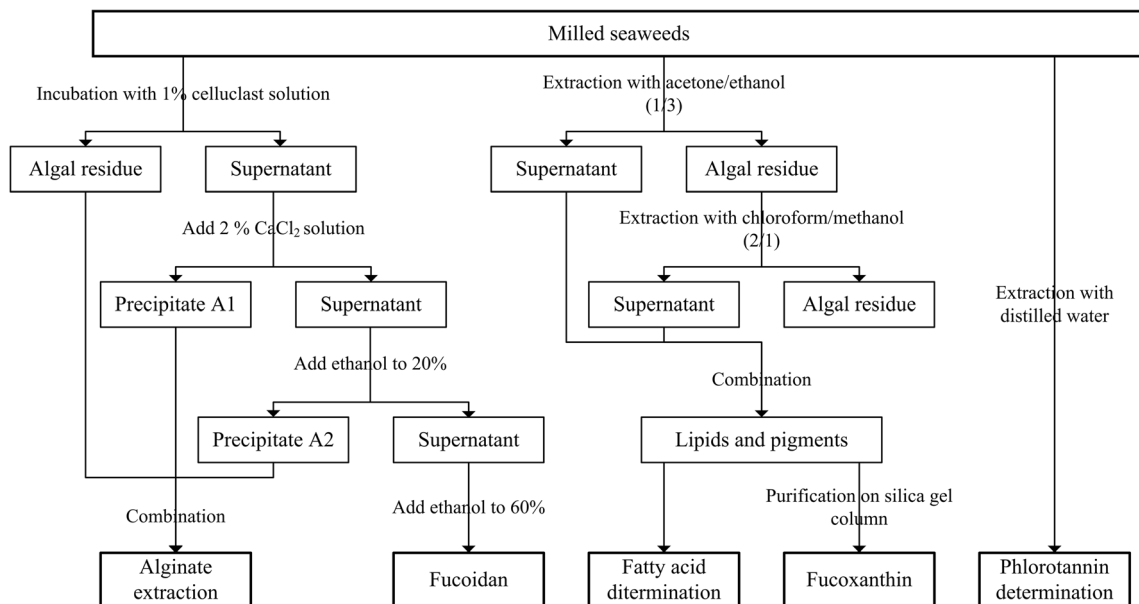 Milled seaweeds
Incubation with 1% celluclast solution
Extraction with acetone/ethanol
(1/3)
Algal residue
Supernatant
Supernatant
Algal residue
Add 2 % CaCl₂ solution
Extraction with chloroform/methanol
(2/1)
Precipitate A1
Supernatant
Supernatant
Algal residue
Extraction with
distilled water
Add ethanol to 20%
Combination
Precipitate A2
Supernatant
Lipids and pigments
Combination
Add ethanol to 60%
Purification on silica gel
column
Alginate
extraction
Fucoidan
Fatty acid
ditermination
Fucoxanthin
Phlorotannin
determination